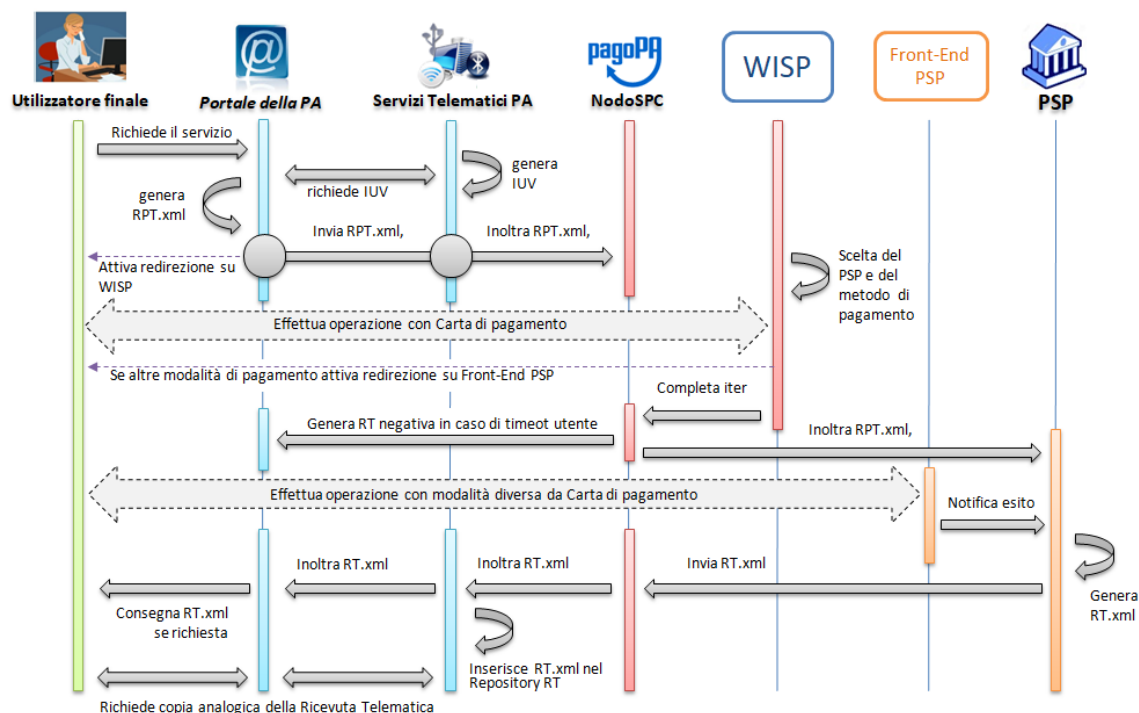 pagoPA
WISP
Front-End
PSP
Utilizzatore finale
Portale della PA
Servizi Telematici PA
NodoSPC
PSP
Richiede il servizio
genera
IUV
richiede IUV
genera
RPT.xml
Invia RPT.xml,
Inoltra RPT.xml,
Attiva redirezione su
WISP
Scelta del
PSP e del
metodo di
pagamento
Effettua operazione con Carta di pagamento
Se altre modalità di pagamento attiva redirezione su Front-End PSP
Completa iter
Genera RT negativa in caso di timeot utente
Inoltra RPT.xml,
Effettua operazione con modalità diversa da Carta di pagamento
Notifica esito
Inoltra RT.xml
Inoltra RT.xml
Invia RT.xml
Genera
RT.xml
Consegna RT.xml
se richiesta
Inserisce RT.xml nel
Repository RT
Richiede copia analogica della Ricevuta Telematica